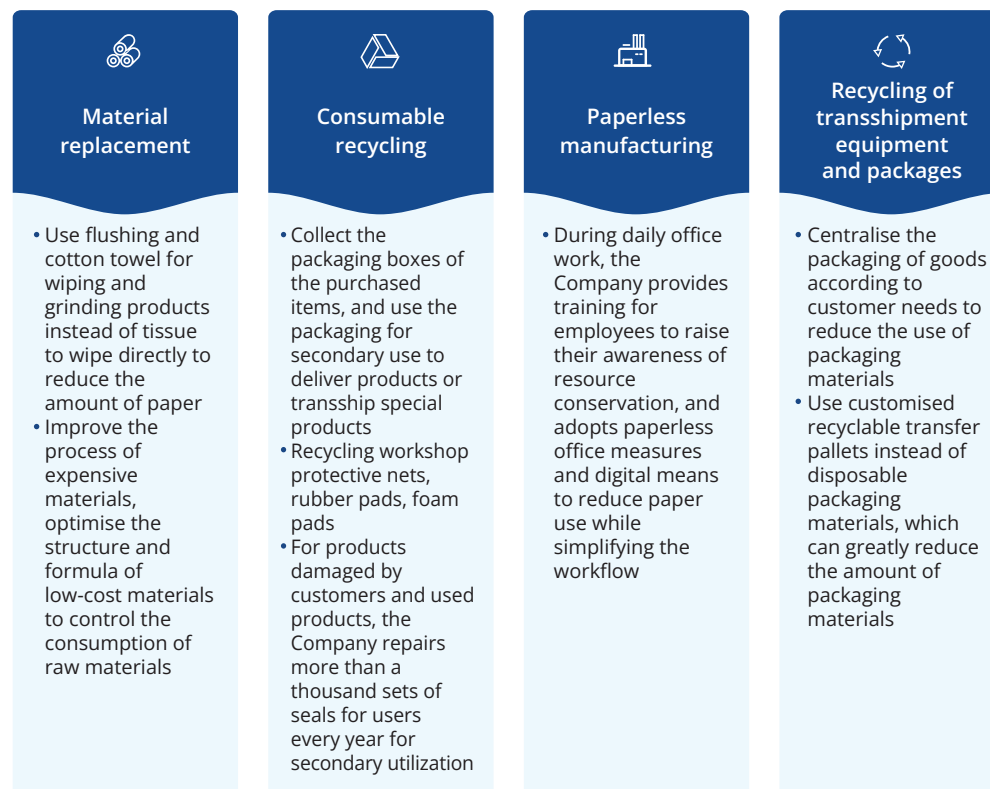 Material
replacement
• Use flushing and
cotton towel for
wiping and
grinding products
instead of tissue
to wipe directly to
reduce the
amount of paper
• Improve the
process of
expensive
materials,
optimise the
structure and
formula of
low-cost materials
to control the
consumption of
raw materials
Consumable
recycling
• Collect the
packaging boxes of
the purchased
items, and use the
packaging for
secondary use to
deliver products or
transship special
products
• Recycling workshop
protective nets,
rubber pads, foam
pads
• For products
damaged by
customers and used
products, the
Company repairs
more than a
thousand sets of
seals for users
every year for
secondary utilization
Paperless
manufacturing
• During daily office
work, the
Company provides
training for
employees to raise
their awareness of
resource
conservation, and
adopts paperless
office measures
and digital means
to reduce paper
use while
simplifying the
workflow
Recycling of
transshipment
equipment
and packages
• Centralise the
packaging of goods
according to
customer needs to
reduce the use of
packaging
materials
• Use customised
recyclable transfer
pallets instead of
disposable
packaging
materials, which
can greatly reduce
the amount of
packaging
materials